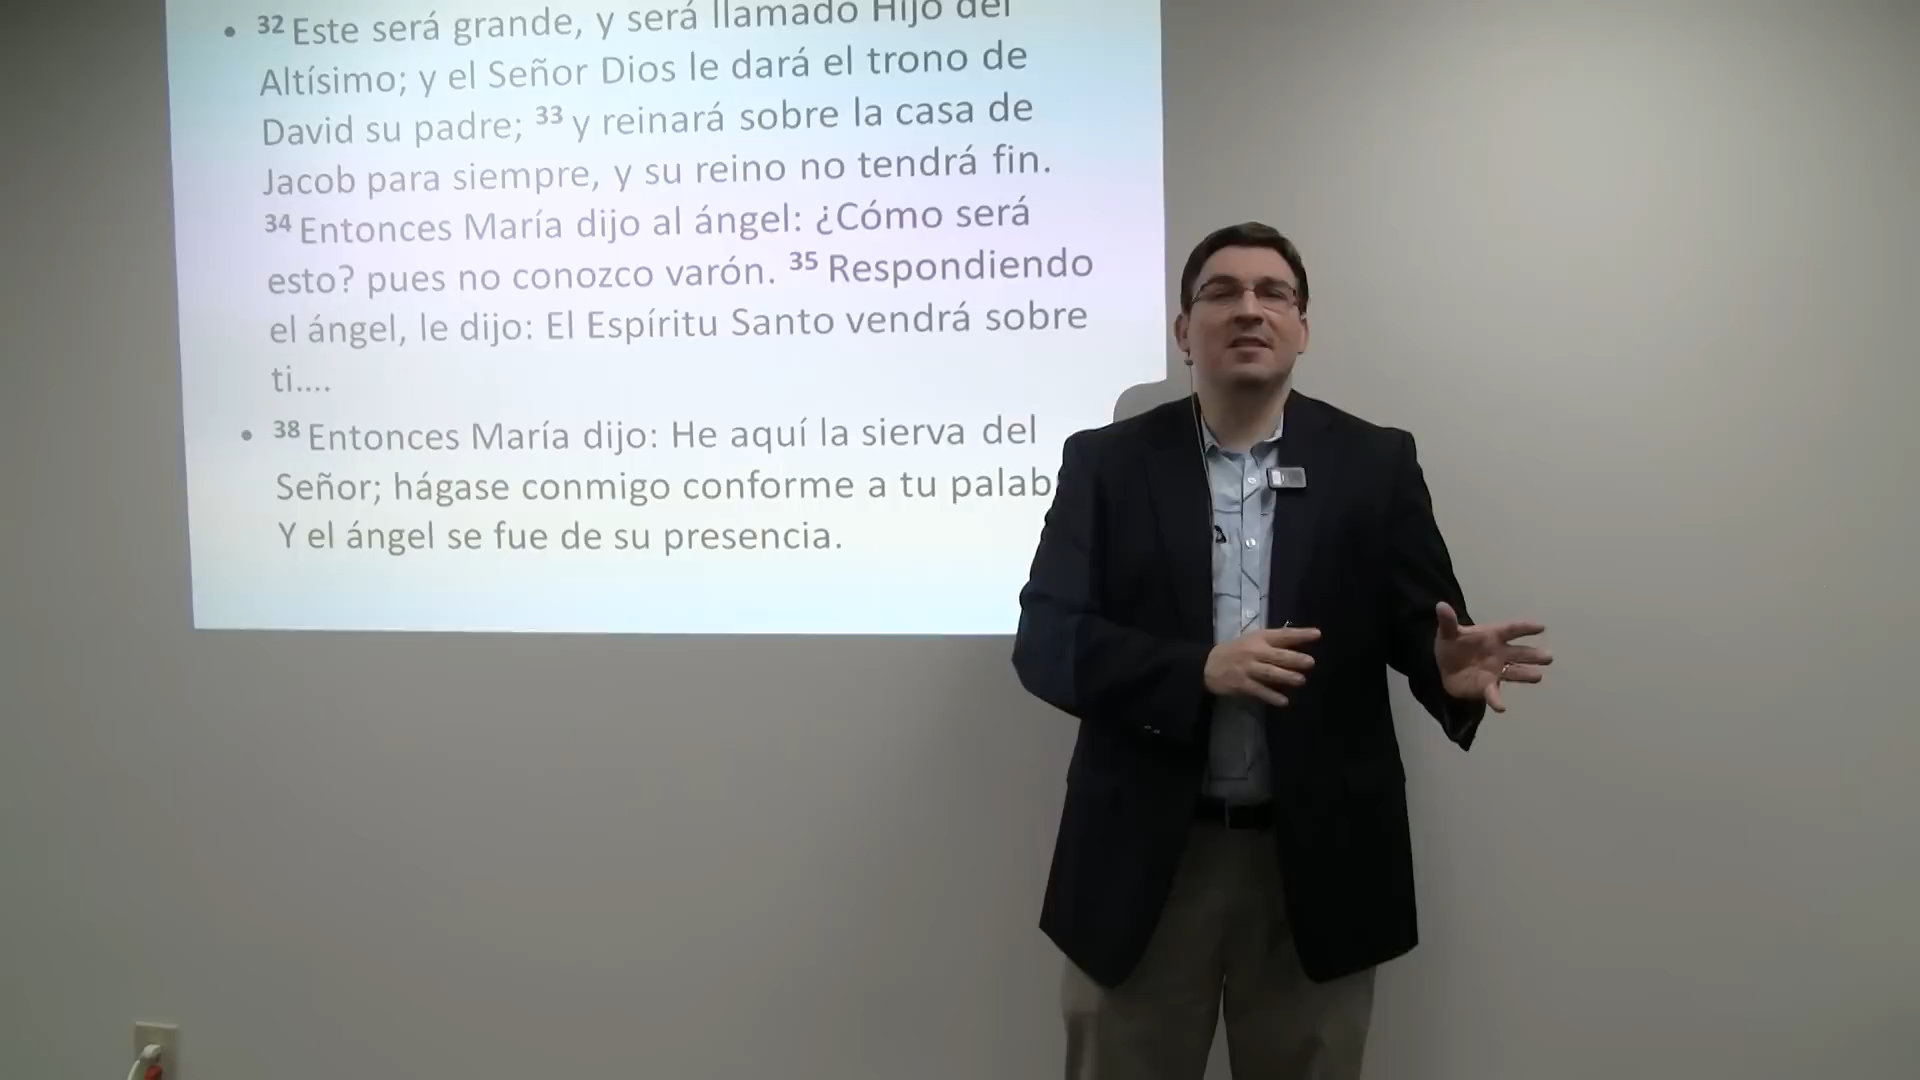 • 32 Este será grande, y será llamado Hijo del
Altísimo; y el Señor Dios le dará el trono de
David su padre; 33 y reinará sobre la casa de
Jacob para siempre, y su reino no tendrá fin.
34 Entonces María dijo al ángel: ¿Cómo será
esto? pues no conozco varón. 35 Respondiendo
el ángel, le dijo: El Espíritu Santo vendrá sobre
ti....
• 38 Entonces María dijo: He aquí la sierva del
Señor; hágase conmigo conforme a tu palab
Y el ángel se fue de su presencia.